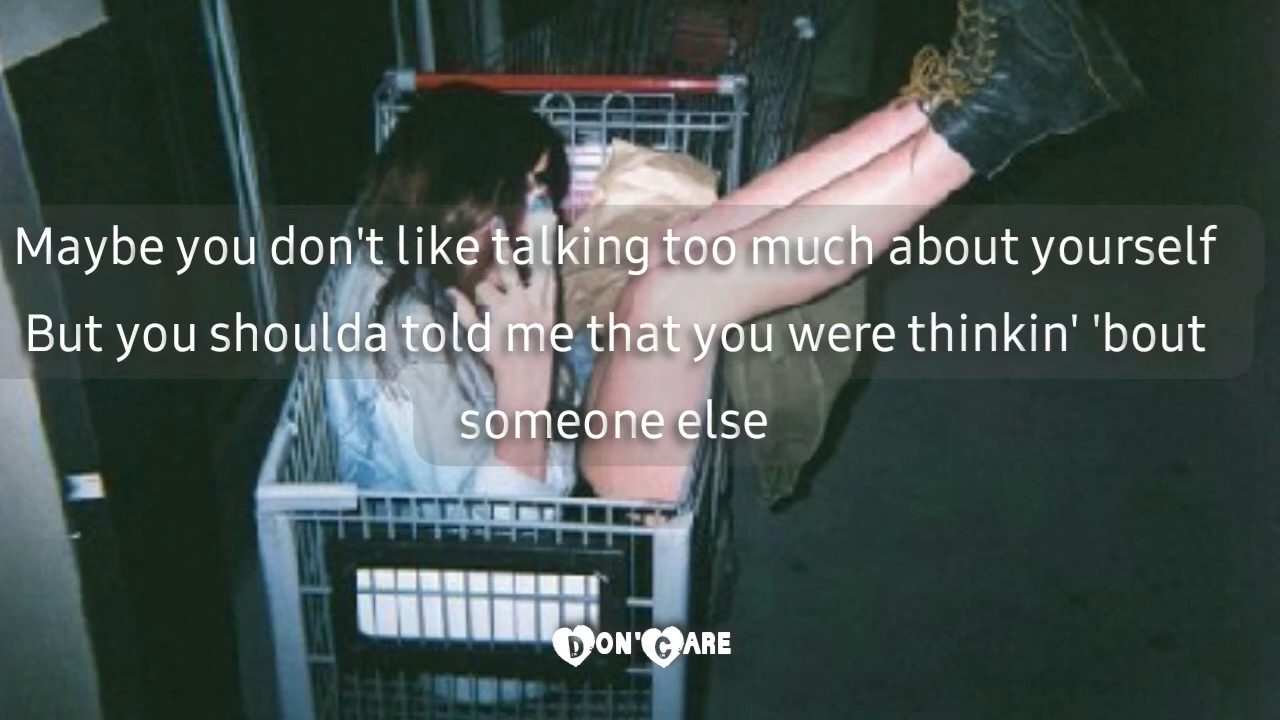 Maybe you don't like talking too much about yourself
But you shoulda told me that you were thinkin' 'bout
someone else
DON'CARE